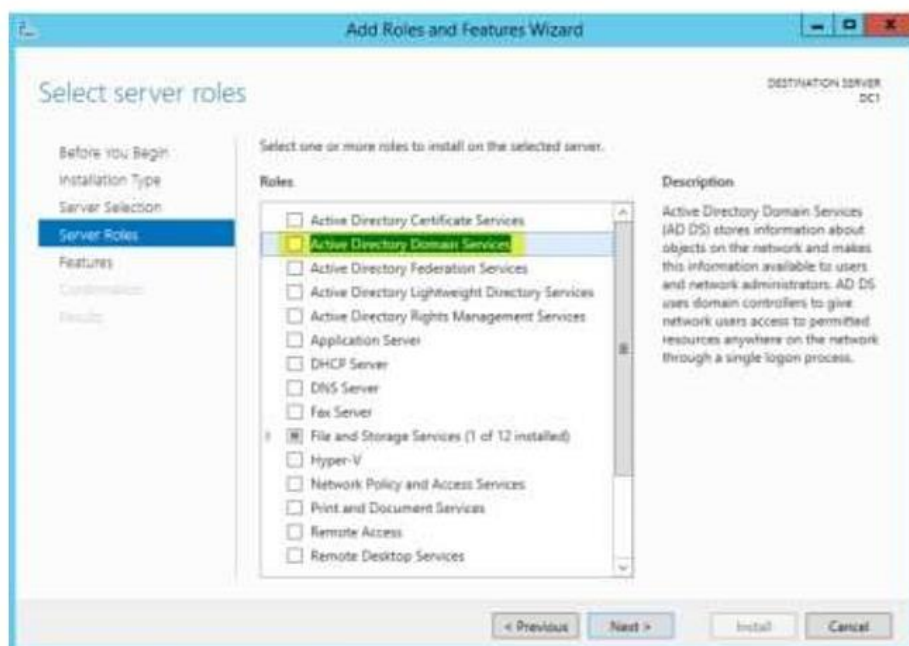 Add Roles and Features Wizard
Select server roles
DESTINATION SERVER
DC1
Before You Begin
Installation Type
Server Selection
Server Roles
Features
Confirmation
Results
Select one or more roles to install on the selected server.
Roles
Active Directory Certificate Services
Active Directory Domain Services
Active Directory Federation Services
Active Directory Lightweight Directory Services
Active Directory Rights Management Services
Application Server
DHCP Server
DNS Server
Fax Server
File and Storage Services (1 of 12 installed)
Hyper-V
Network Policy and Access Services
Print and Document Services
Remote Access
Remote Desktop Services
Description
Active Directory Domain Services
(AD DS) stores information about
objects on the network and makes
this information available to users
and network administrators. AD DS
uses domain controllers to give
network users access to permitted
resources anywhere on the network
through a single logon process.
< Previous
Next >
Install
Cancel